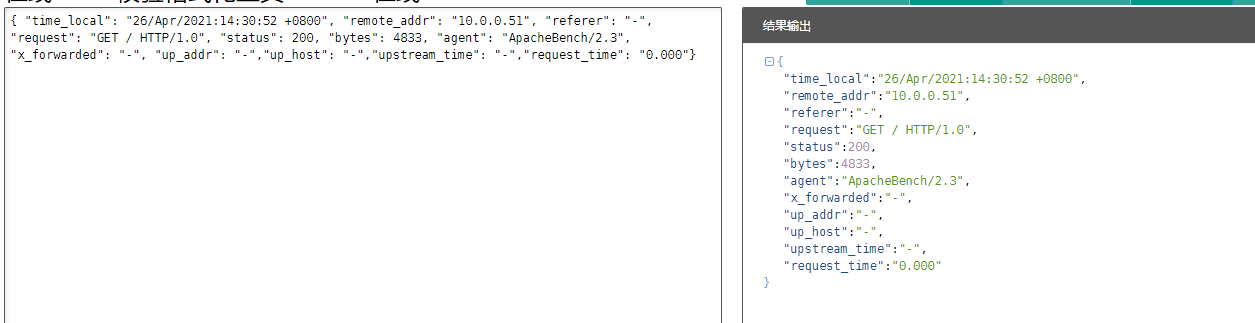 { "time_local": "26/Apr/2021:14:30:52 +0800", "remote_addr": "10.0.0.51", "referer": "-",
"request": "GET / HTTP/1.0", "status": 200, "bytes": 4833, "agent": "ApacheBench/2.3",
"x_forwarded": "-", "up_addr": "-","up_host": "-","upstream_time": "-","request_time": "0.000"}
结果输出
{
"time_local":"26/Apr/2021:14:30:52 +0800",
"remote_addr":"10.0.0.51",
"referer":"-",
"request":"GET / HTTP/1.0",
"status":200,
"bytes":4833,
"agent":"ApacheBench/2.3",
"x_forwarded":"-",
"up_addr":"-",
"up_host":"-",
"upstream_time":"-",
"request_time":"0.000"
}